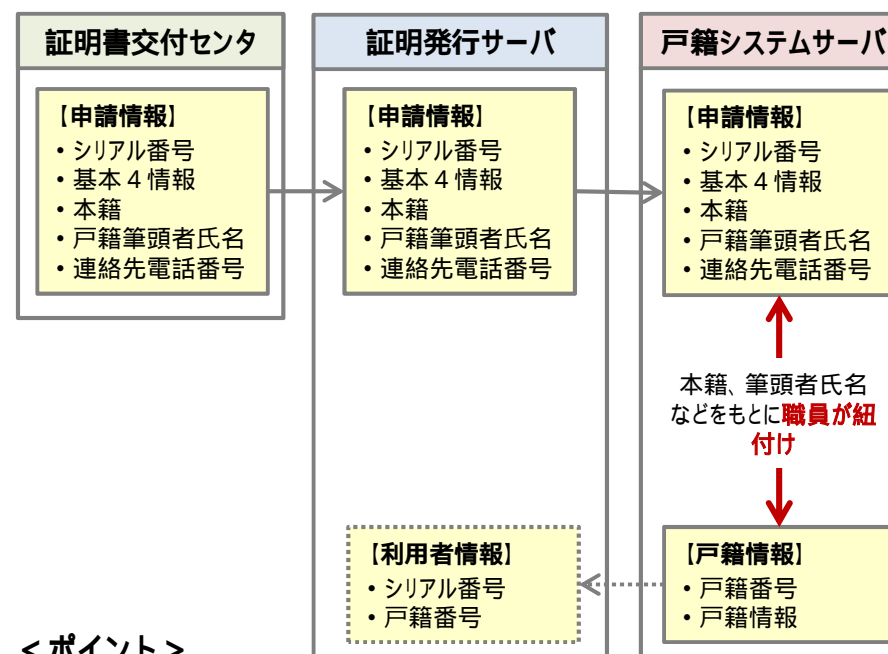 証明書交付センタ
証明発行サーバ
戸籍システムサーバ
【申請情報】
・シリアル番号
・基本４情報
・本籍
・戸籍筆頭者氏名
・連絡先電話番号
【申請情報】
・シリアル番号
・基本４情報
・本籍
・戸籍筆頭者氏名
・連絡先電話番号
【申請情報】
・シリアル番号
・基本４情報
・本籍
・戸籍筆頭者氏名
・連絡先電話番号
本籍、筆頭者氏名
などをもとに職員が紐
付け
【利用者情報】
・シリアル番号
・戸籍番号
【戸籍情報】
・戸籍番号
・戸籍情報
＜ポイント＞